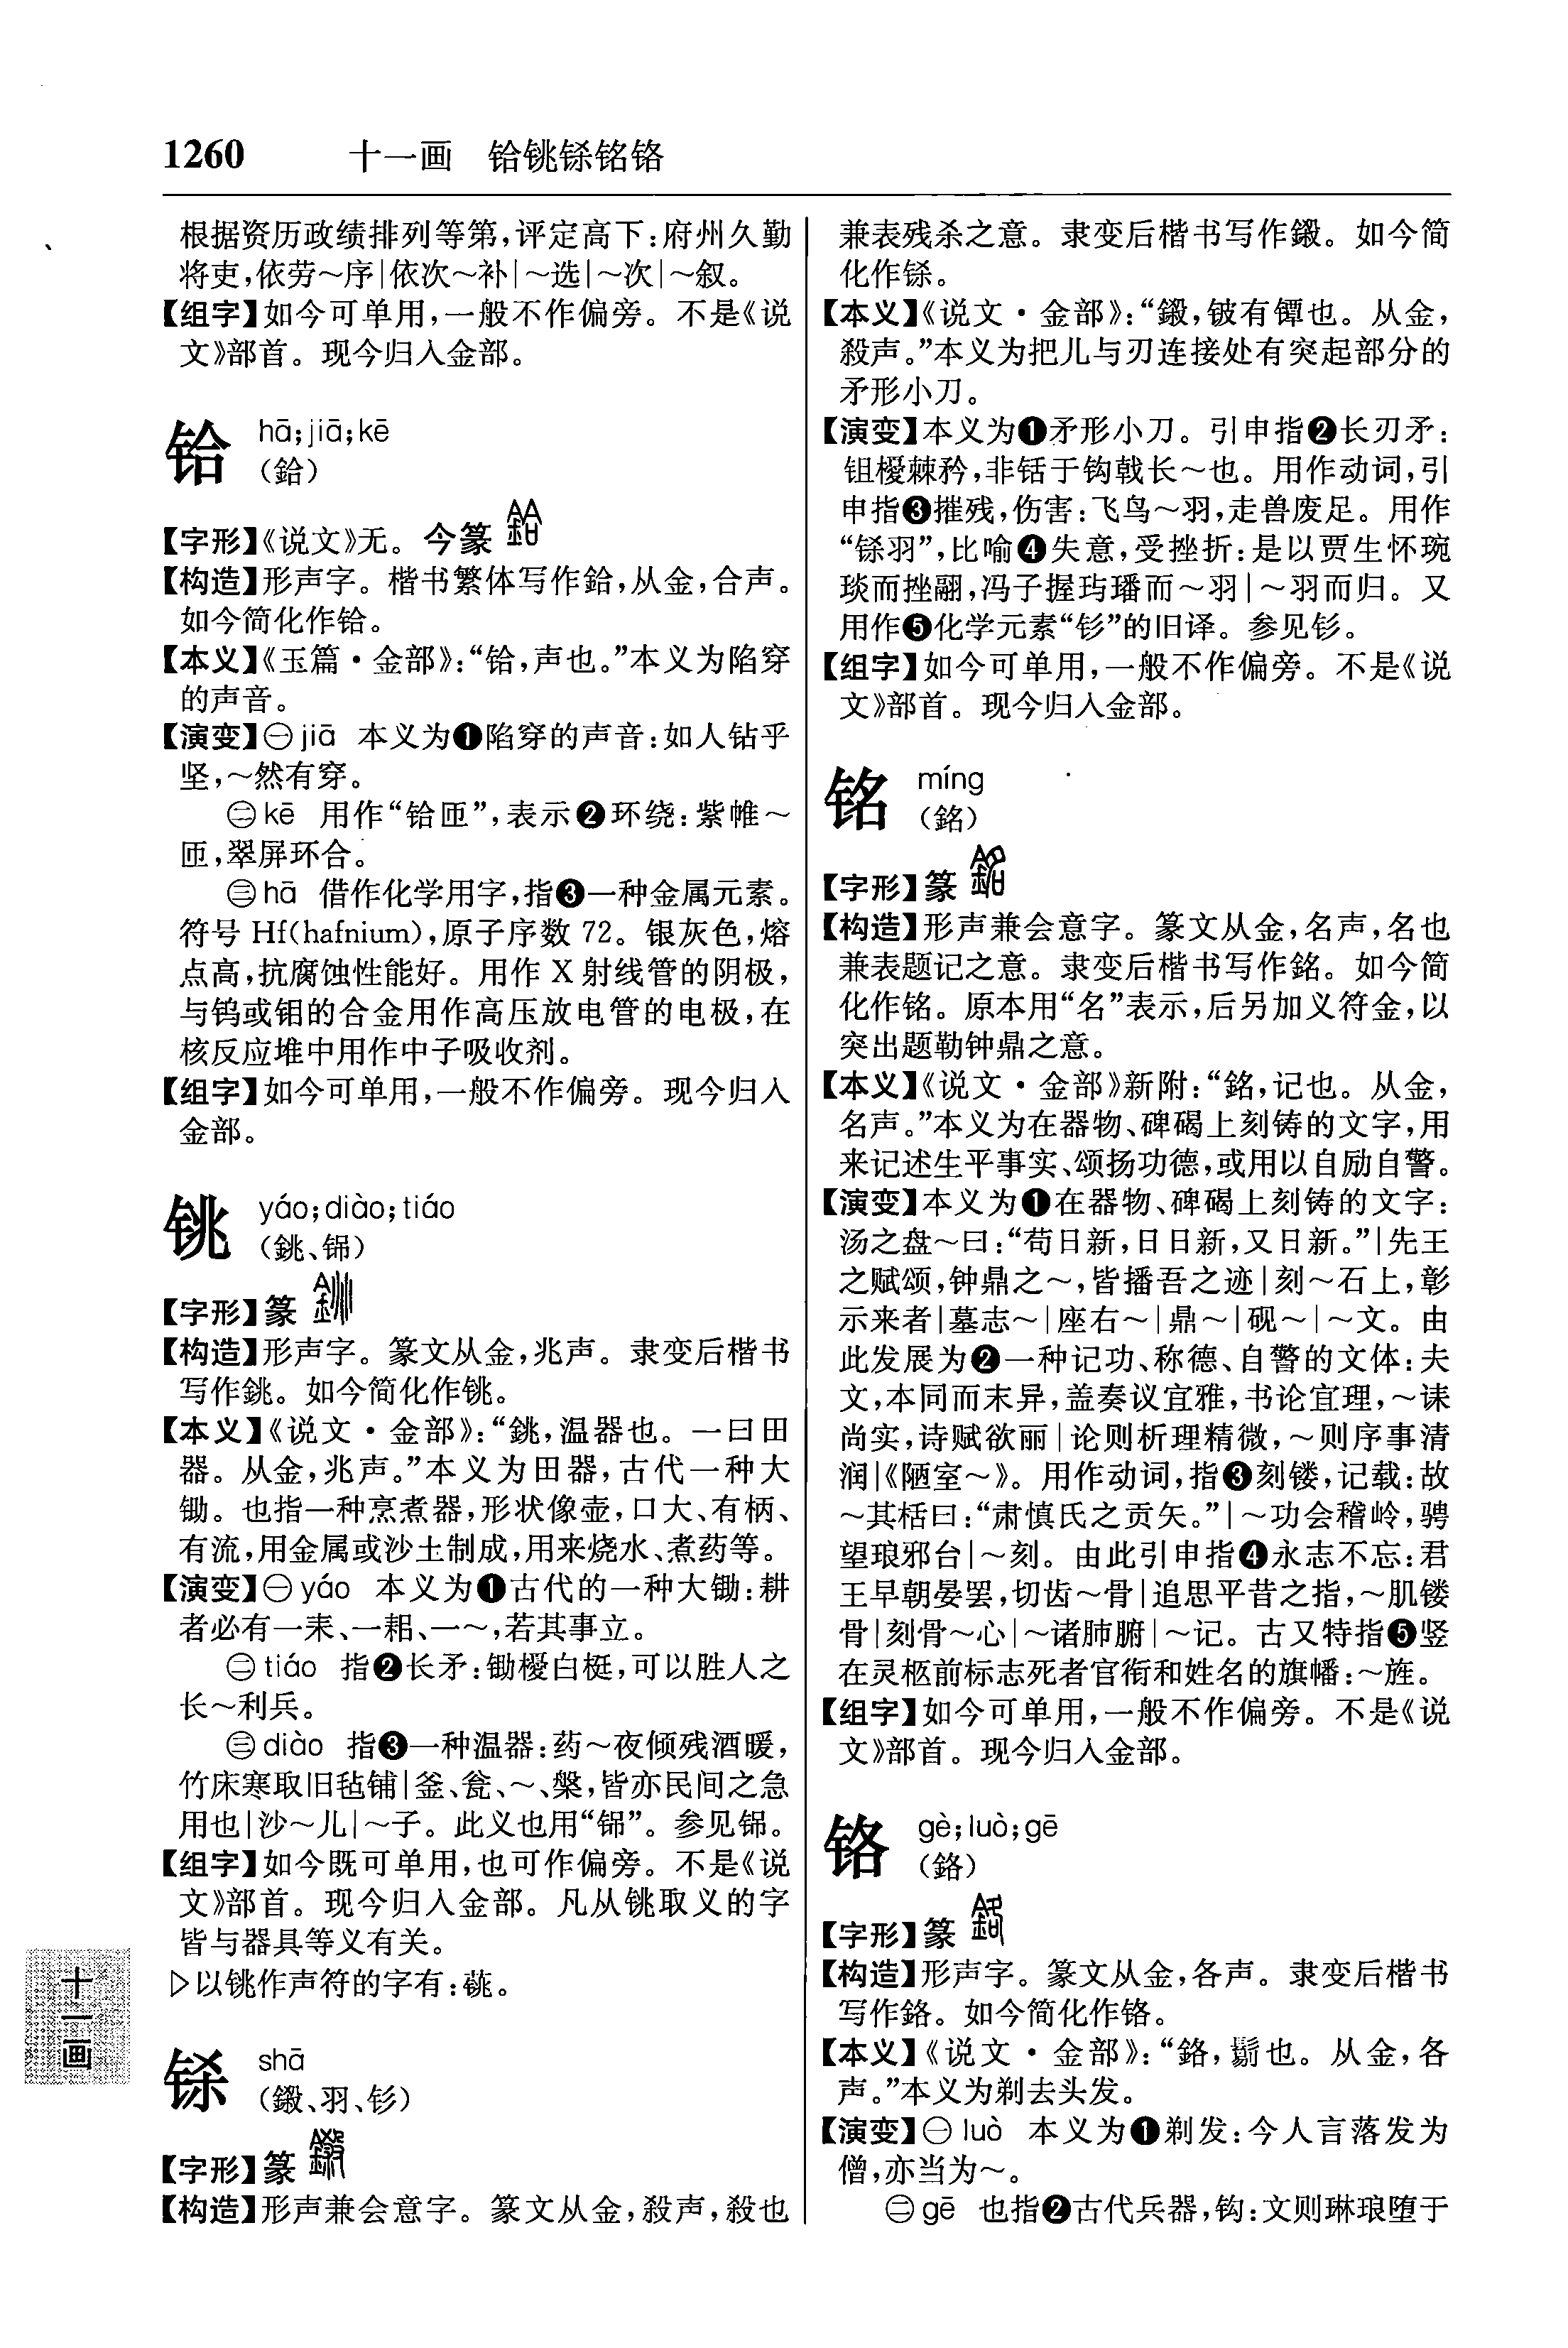 1260 十一画 铪铫铩铭铬
根据资历政绩排列等第,评定高下:府州久勤
将吏,依劳～序|依次～补|～选|～次|～叙。
【组字】如今可单用,一般不作偏旁。不是《说
文》部首。现今归入金部。
铪 hā;jiā;kē
(鉿)
【字形】《说文》无。今篆
【构造】形声字。楷书繁体写作鉿,从金,合声。
如今简化作铪。
【本义】《玉篇·金部》:“铪,声也。”本义为陷穿
的声音。
【演变】㊀jiā 本义为❶陷穿的声音:如人钻乎
坚,～然有穿。
㊁kē 用作“铪匝”,表示❷环绕:紫帷～
匝,翠屏环合。
㊂hā 借作化学用字,指❸一种金属元素。
符号 Hf(hafnium),原子序数 72。银灰色,熔
点高,抗腐蚀性能好。用作 X 射线管的阴极,
与钨或钼的合金用作高压放电管的电极,在
核反应堆中用作中子吸收剂。
【组字】如今可单用,一般不作偏旁。现今归入
金部。
铫 yáo;diào;tiáo
(銚、铞)
【字形】篆
【构造】形声字。篆文从金,兆声。隶变后楷书
写作銚。如今简化作铫。
【本义】《说文·金部》:“銚,温器也。一曰田
器。从金,兆声。”本义为田器,古代一种大
锄。也指一种烹煮器,形状像壶,口大、有柄、
有流,用金属或沙土制成,用来烧水、煮药等。
【演变】㊀yáo 本义为❶古代的一种大锄:耕
者必有一耒、一耜、一～,若其事立。
㊁tiáo 指❷长矛:锄櫌白梃,可以胜人之
长～利兵。
㊂diào 指❸一种温器:药～夜倾残酒暖,
竹床寒取旧毡铺|釜、瓮、～、槃,皆亦民间之急
用也|沙～儿|～子。此义也用“铞”。参见铞。
【组字】如今既可单用,也可作偏旁。不是《说
文》部首。现今归入金部。凡从铫取义的字
皆与器具等义有关。
▷以铫作声符的字有:。
铩 shā
(鎩、羽、钐)
【字形】篆
【构造】形声兼会意字。篆文从金,殺声,殺也
兼表残杀之意。隶变后楷书写作鎩。如今简
化作铩。
【本义】《说文·金部》:“鎩,铍有镡也。从金,
殺声。”本义为把儿与刃连接处有突起部分的
矛形小刀。
【演变】本义为❶矛形小刀。引申指❷长刃矛:
钼櫌棘矜,非铦于钩戟长～也。用作动词,引
申指❸摧残,伤害:飞鸟～羽,走兽废足。用作
“铩羽”,比喻❹失意,受挫折:是以贾生怀琬
琰而挫翮,冯子握玙璠而～羽|～羽而归。又
用作❺化学元素“钐”的旧译。参见钐。
【组字】如今可单用,一般不作偏旁。不是《说
文》部首。现今归入金部。
铭 míng
(銘)
【字形】篆
【构造】形声兼会意字。篆文从金,名声,名也
兼表题记之意。隶变后楷书写作銘。如今简
化作铭。原本用“名”表示,后另加义符金,以
突出题勒钟鼎之意。
【本义】《说文·金部》新附:“銘,记也。从金,
名声。”本义为在器物、碑碣上刻铸的文字,用
来记述生平事实、颂扬功德,或用以自励自警。
【演变】本义为❶在器物、碑碣上刻铸的文字:
汤之盘～曰:“苟日新,日日新,又日新。”|先王
之赋颂,钟鼎之～,皆播吾之迹|刻～石上,彰
示来者|墓志～|座右～|鼎～|砚～|～文。由
此发展为❷一种记功、称德、自警的文体:夫
文,本同而末异,盖奏议宜雅,书论宜理,～诔
尚实,诗赋欲丽|论则析理精微,～则序事清
润|《陋室～》。用作动词,指❸刻镂,记载:故
～其栝曰:“肃慎氏之贡矢。”|～功会稽岭,骋
望琅邪台|～刻。由此引申指❹永志不忘:君
王早朝晏罢,切齿～骨|追思平昔之指,～肌镂
骨|刻骨～心|～诸肺腑|～记。古又特指❺竖
在灵柩前标志死者官衔和姓名的旗幡:～旌。
【组字】如今可单用,一般不作偏旁。不是《说
文》部首。现今归入金部。
铬 gè;luò;gē
(鉻)
【字形】篆
【构造】形声字。篆文从金,各声。隶变后楷书
写作鉻。如今简化作铬。
【本义】《说文·金部》:“鉻,鬍也。从金,各
声。”本义为剃去头发。
【演变】㊀luò 本义为❶剃发:今人言落发为
僧,亦当为～。
㊁gē 也指❷古代兵器,钩:文则琳琅堕于
十一画